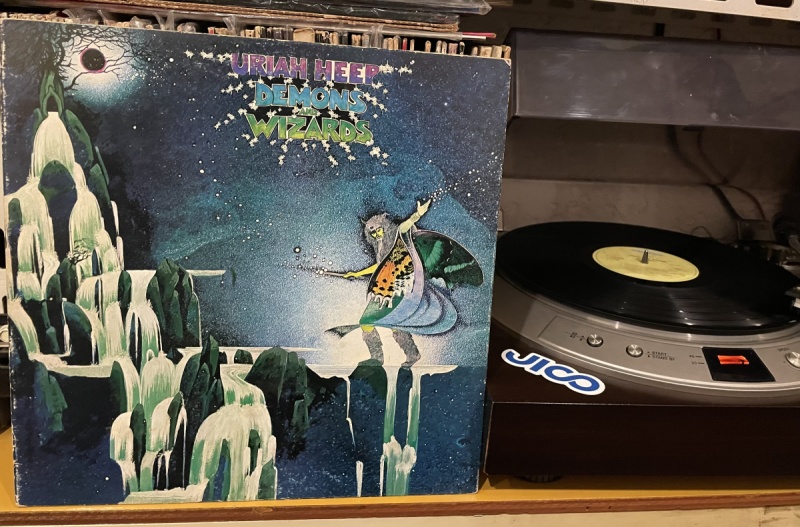 URIAH HEEP
DEMONS
AND
WIZARDS
JICO